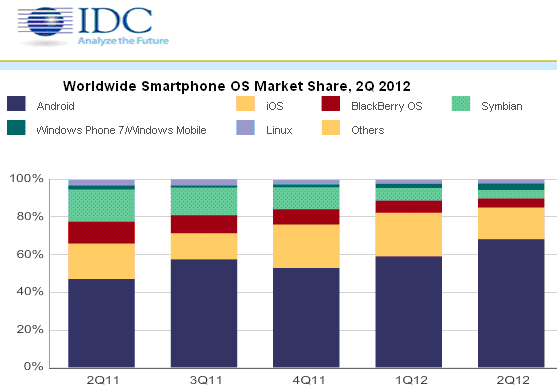 IDC
Analyze the Future
Worldwide Smartphone OS Market Share, 2Q 2012
Android iOS BlackBerry OS Symbian
Windows Phone 7/Windows Mobile Linux Others
100%
80%
60%
40%
20%
0%
2Q11 3Q11 4Q11 1Q12 2Q12